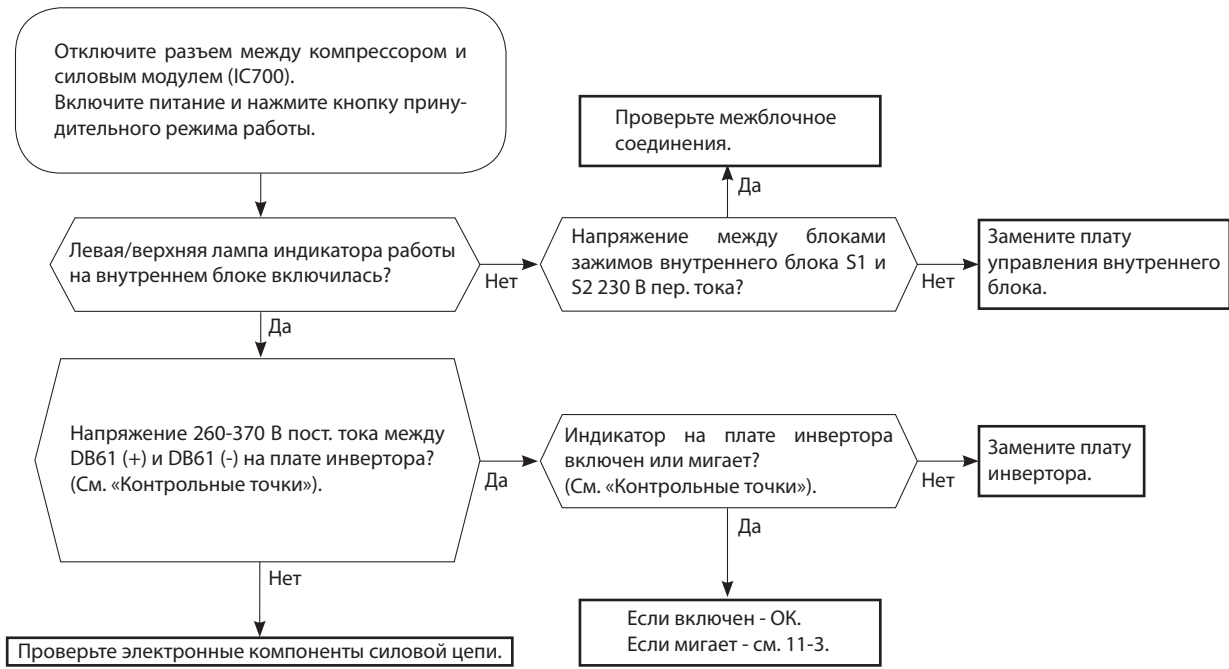 Отключите разъем между компрессором и
силовым модулем (IC700).
Включите питание и нажмите кнопку прину-
дительного режима работы.
Проверьте межблочное
соединения.
Да
Левая/верхняя лампа индикатора работы
на внутреннем блоке включилась?
Нет
Напряжение между блоками
зажимов внутреннего блока S1 и
S2 230 В пер. тока?
Нет
Замените плату
управления внутреннего
блока.
Да
Напряжение 260-370 В пост. тока между
DB61 (+) и DB61 (-) на плате инвертора?
(См. «Контрольные точки»).
Да
Индикатор на плате инвертора
включен или мигает?
(См. «Контрольные точки»).
Нет
Замените плату
инвертора.
Да
Нет
Если включен - OK.
Если мигает - см. 11-3.
Проверьте электронные компоненты силовой цепи.